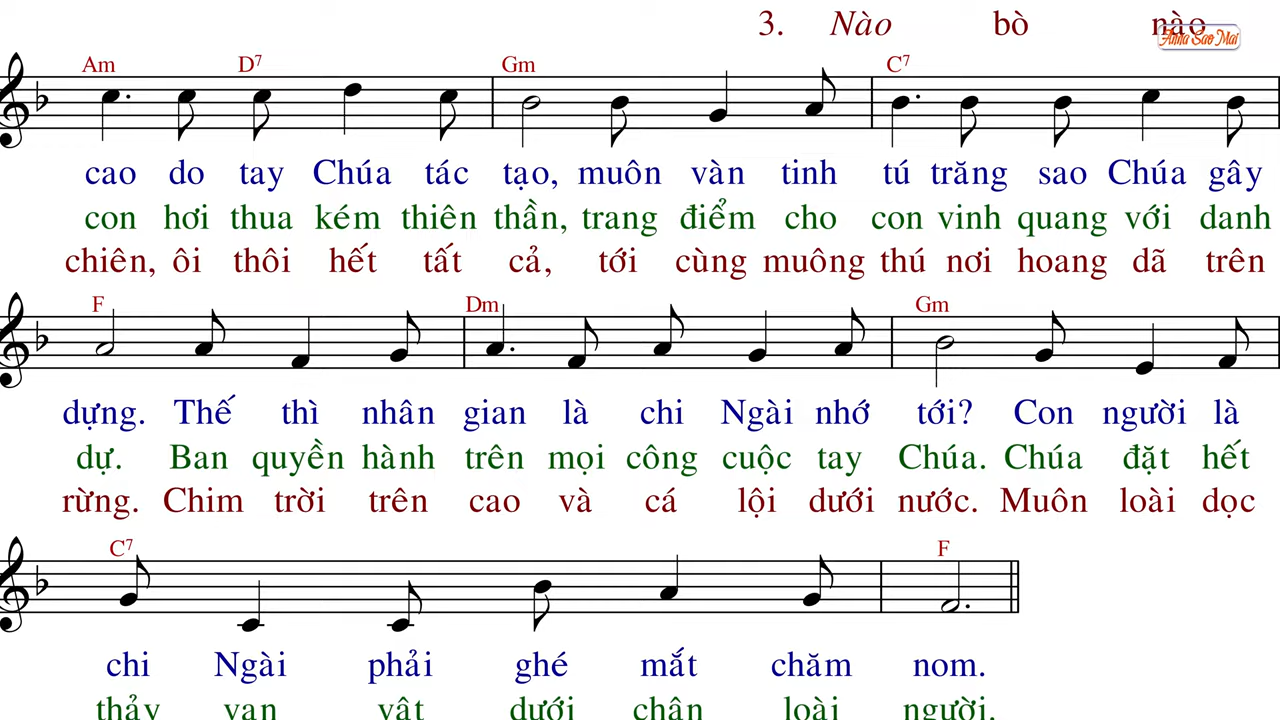 3. Nào bò nào
Anna Sao Mai
Am D7 Gm C7
cao do tay Chúa tác tạo, muôn vàn tinh tú trăng sao Chúa gây
con hơi thua kém thiên thần, trang điểm cho con vinh quang với danh
chiên, ôi thôi hết tất cả, tới cùng muông thú nơi hoang dã trên
F Dm Gm
dựng. Thế thì nhân gian là chi Ngài nhớ tới? Con người là
dự. Ban quyền hành trên mọi công cuộc tay Chúa. Chúa đặt hết
rừng. Chim trời trên cao và cá lội dưới nước. Muôn loài dọc
C7 F
chi Ngài phải ghé mắt chăm nom.
thảy vạn vật dưới chân loài người.